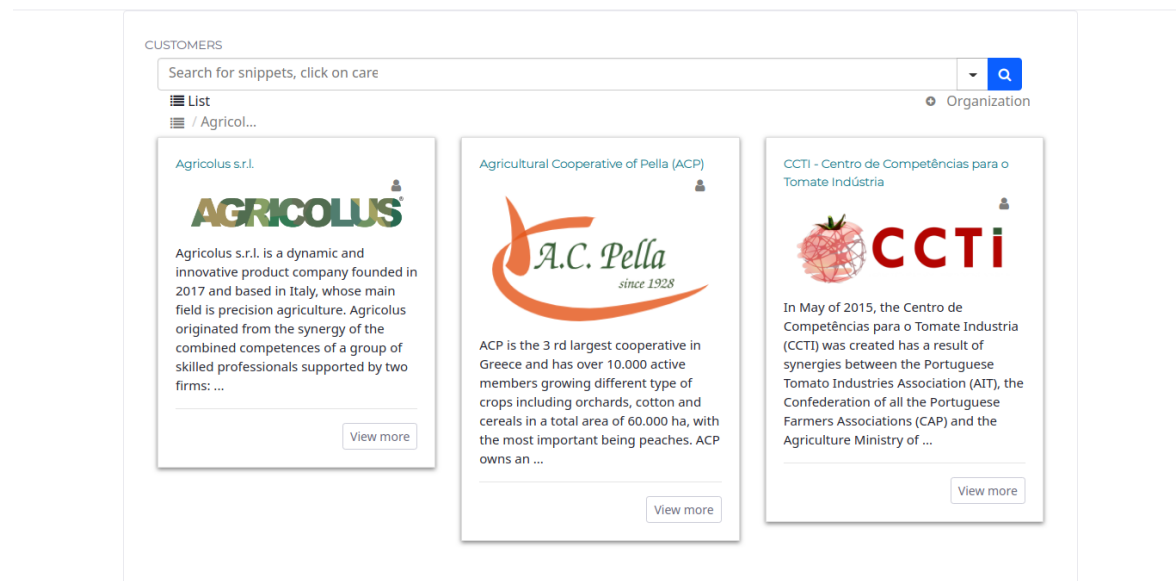 CUSTOMERS
Search for snippets, click on care
List
Organization
/ Agricol...
Agricolus s.r.l.
AGRICOLUS®
Agricolus s.r.l. is a dynamic and
innovative product company founded in
2017 and based in Italy, whose main
field is precision agriculture. Agricolus
originated from the synergy of the
combined competences of a group of
skilled professionals supported by two
firms: ...
View more
Agricultural Cooperative of Pella (ACP)
A.C. Pella
since 1928
ACP is the 3 rd largest cooperative in
Greece and has over 10.000 active
members growing different type of
crops including orchards, cotton and
cereals in a total area of 60.000 ha, with
the most important being peaches. ACP
owns an ...
View more
CCTI - Centro de Competências para o
Tomate Indústria
CCTi
In May of 2015, the Centro de
Competências para o Tomate Industria
(CCTI) was created has a result of
synergies between the Portuguese
Tomato Industries Association (AIT), the
Confederation of all the Portuguese
Farmers Associations (CAP) and the
Agriculture Ministry of ...
View more